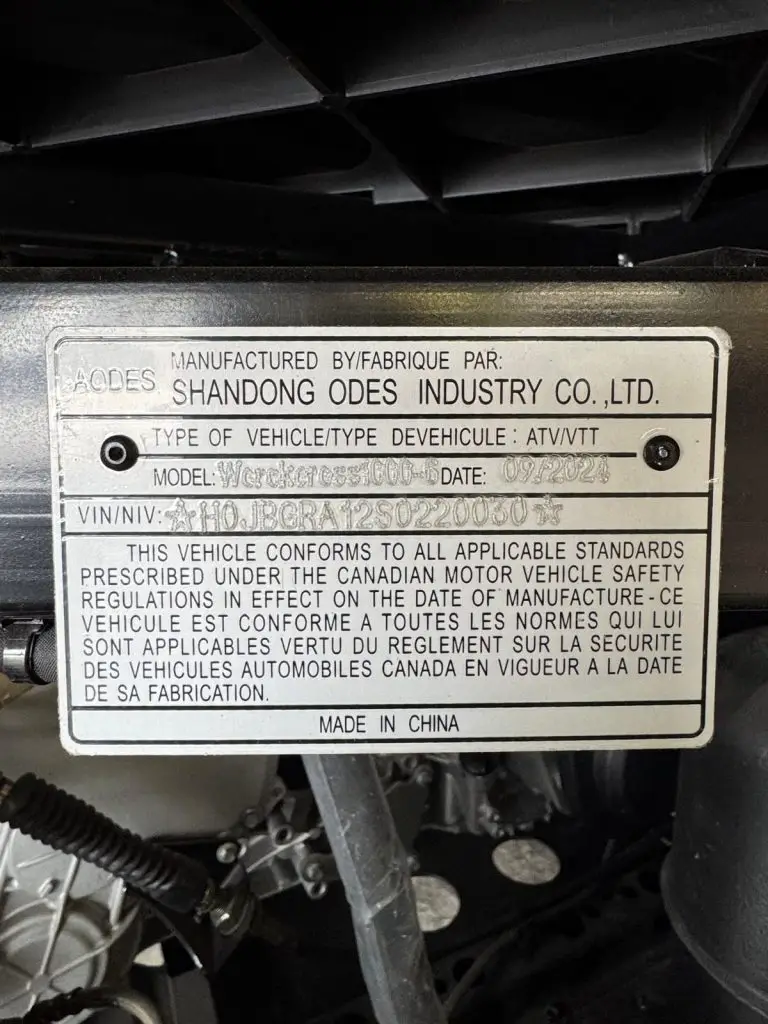 AODES
MANUFACTURED BY/FABRIQUE PAR:
SHANDONG ODES INDUSTRY CO.,LTD.
TYPE OF VEHICLE/TYPE DEVEHICULE: ATV/VTT
MODEL: Workcross1000-6 DATE: 09/2024
VIN/NIV: ☆H0JBGRA12S0220030☆
THIS VEHICLE CONFORMS TO ALL APPLICABLE STANDARDS
PRESCRIBED UNDER THE CANADIAN MOTOR VEHICLE SAFETY
REGULATIONS IN EFFECT ON THE DATE OF MANUFACTURE-CE
VEHICULE EST CONFORME A TOUTES LES NORMES QUI LUI
SONT APPLICABLES VERTU DU REGLEMENT SUR LA SECURITE
DES VEHICULES AUTOMOBILES CANADA EN VIGUEUR A LA DATE
DE SA FABRICATION.
MADE IN CHINA